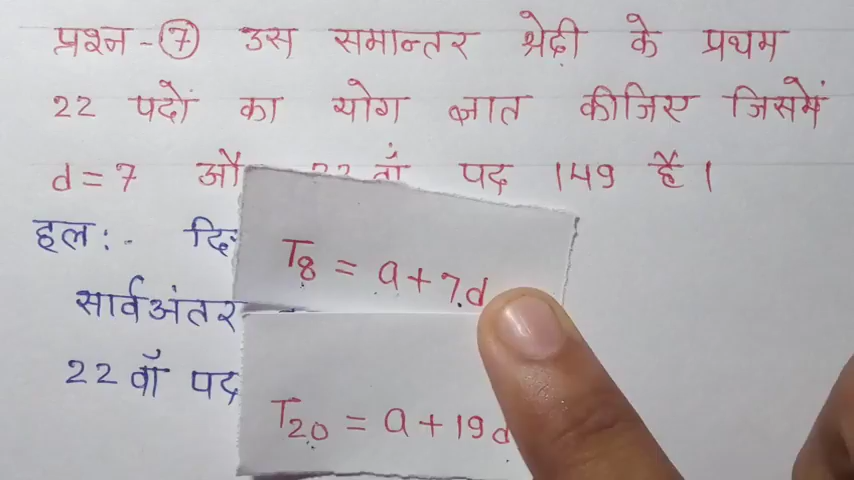 प्रश्न-7 उस समान्तर श्रेढ़ी के प्रथम
22 पदों का योग ज्ञात कीजिए जिसमें
d = 7 औ 22 वाँ पद 149 है।
हल:-
सार्वअंतर
22 वाँ पद
T8 = a + 7d
T20 = a + 19d